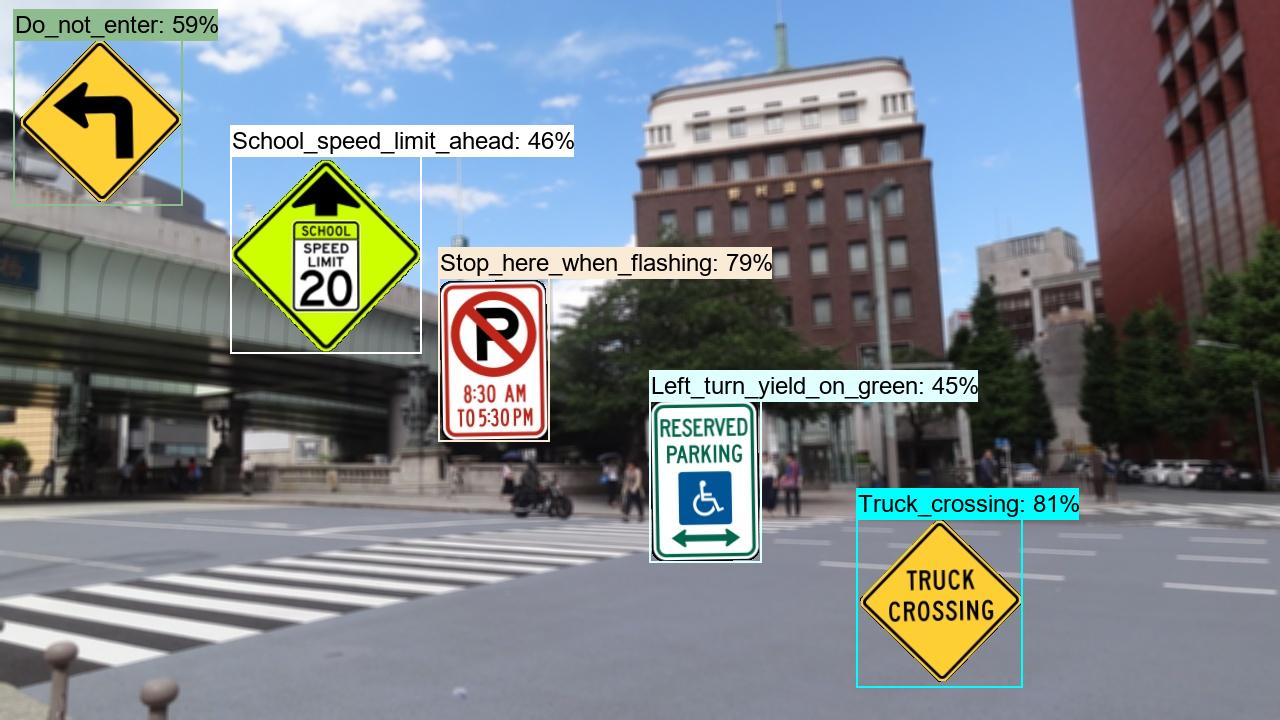 Do_not_enter: 59%
School_speed_limit_ahead: 46%
SCHOOL
SPEED
LIMIT
20
Stop_here_when_flashing: 79%
P
8:30 AM
TO 5:30 PM
Left_turn_yield_on_green: 45%
RESERVED
PARKING
Truck_crossing: 81%
TRUCK
CROSSING